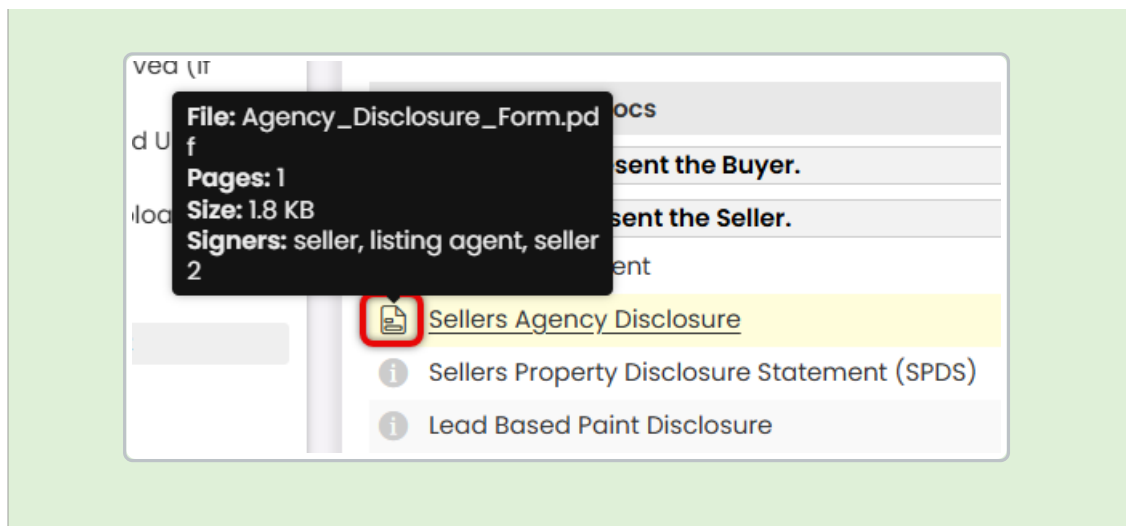 ved (If
File: Agency_Disclosure_Form.pd
f
Pages: 1
Size: 1.8 KB
Signers: seller, listing agent, seller
2
d U
loa
ocs
sent the Buyer.
sent the Seller.
ent
Sellers Agency Disclosure
Sellers Property Disclosure Statement (SPDS)
Lead Based Paint Disclosure